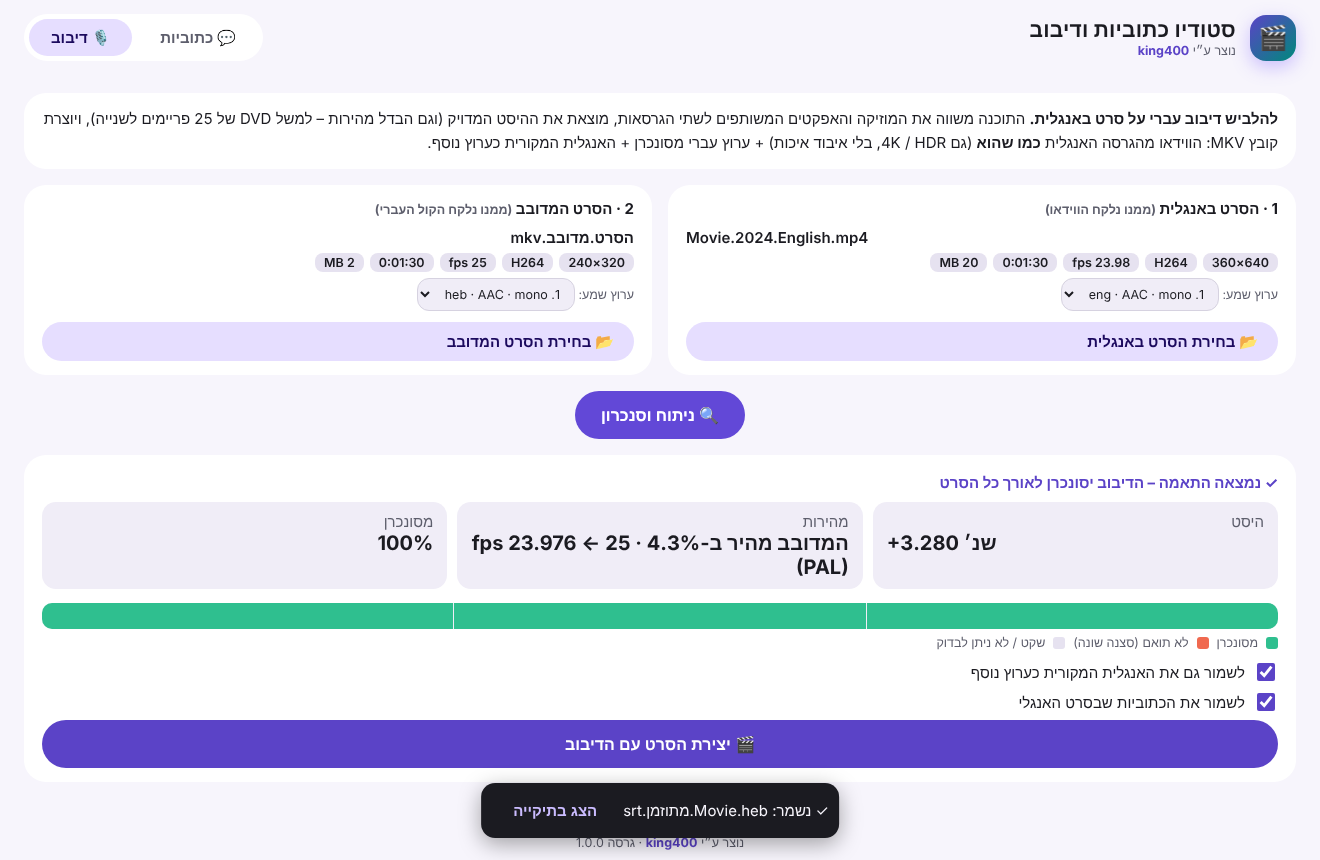 סטודיו כתוביות ודיבוב
נוצר ע״י king400
💬 כתוביות
🎙️ דיבוב
להלביש דיבוב עברי על סרט באנגלית. התוכנה משווה את המוזיקה והאפקטים המשותפים לשתי הגרסאות, מוצאת את ההיסט המדויק (וגם הבדל מהירות – למשל DVD של 25 פריימים לשנייה), ויוצרת
קובץ MKV: הווידאו מהגרסה האנגלית כמו שהוא (גם 4K / HDR, בלי איבוד איכות) + ערוץ עברי מסונכרן + האנגלית המקורית כערוץ נוסף.
1 · הסרט באנגלית (ממנו נלקח הווידאו)
Movie.2024.English.mp4
640×360 H264 23.98 fps 0:01:30 20 MB
ערוץ שמע: 1. eng · AAC · mono
📂 בחירת הסרט באנגלית
2 · הסרט המדובב (ממנו נלקח הקול העברי)
הסרט.מדובב.mkv
320×240 H264 25 fps 0:01:30 2 MB
ערוץ שמע: 1. heb · AAC · mono
📂 בחירת הסרט המדובב
🔍 ניתוח וסנכרון
✓ נמצאה התאמה – הדיבוב יסונכרן לאורך כל הסרט
היסט
+3.280 שנ׳
מהירות
המדובב מהיר ב-4.3% · 25 ← 23.976 fps
(PAL)
מסונכרן
100%
מסונכרן
לא תואם (סצנה שונה)
שקט / לא ניתן לבדוק
לשמור גם את האנגלית המקורית כערוץ נוסף
לשמור את הכתוביות שבסרט האנגלי
🎬 יצירת הסרט עם הדיבוב
✓ נשמר: Movie.heb.מתוזמן.srt
הצג בתיקייה
נוצר ע״י king400 · גרסה 1.0.0